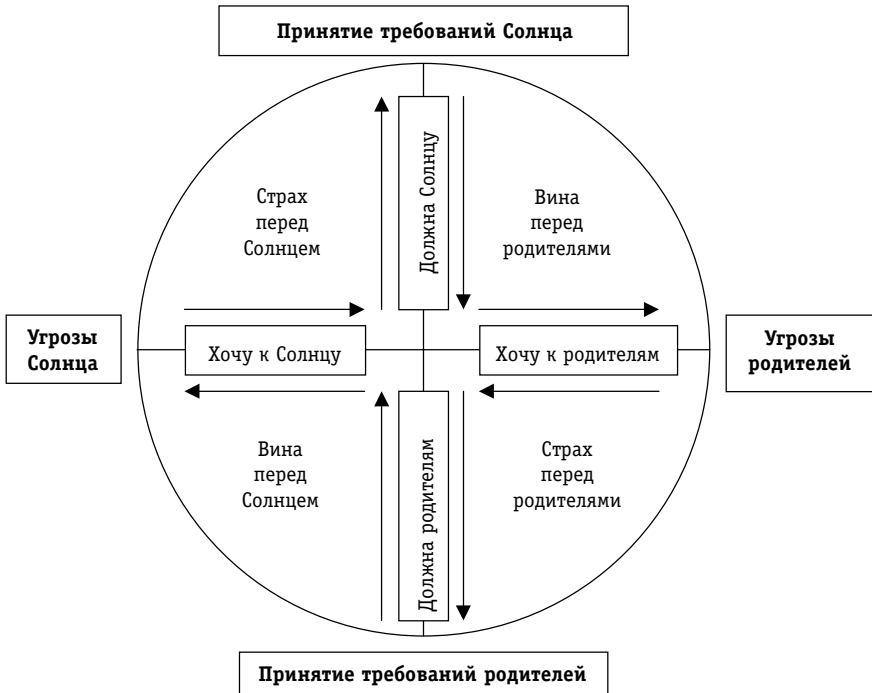 Принятие требований Солнца
Страх
перед
Солнцем
Должна Солнцу
Вина
перед
родителями
Угрозы
Солнца
Хочу к Солнцу
Хочу к родителям
Угрозы
родителей
Вина
перед
Солнцем
Должна родителям
Страх
перед
родителями
Принятие требований родителей